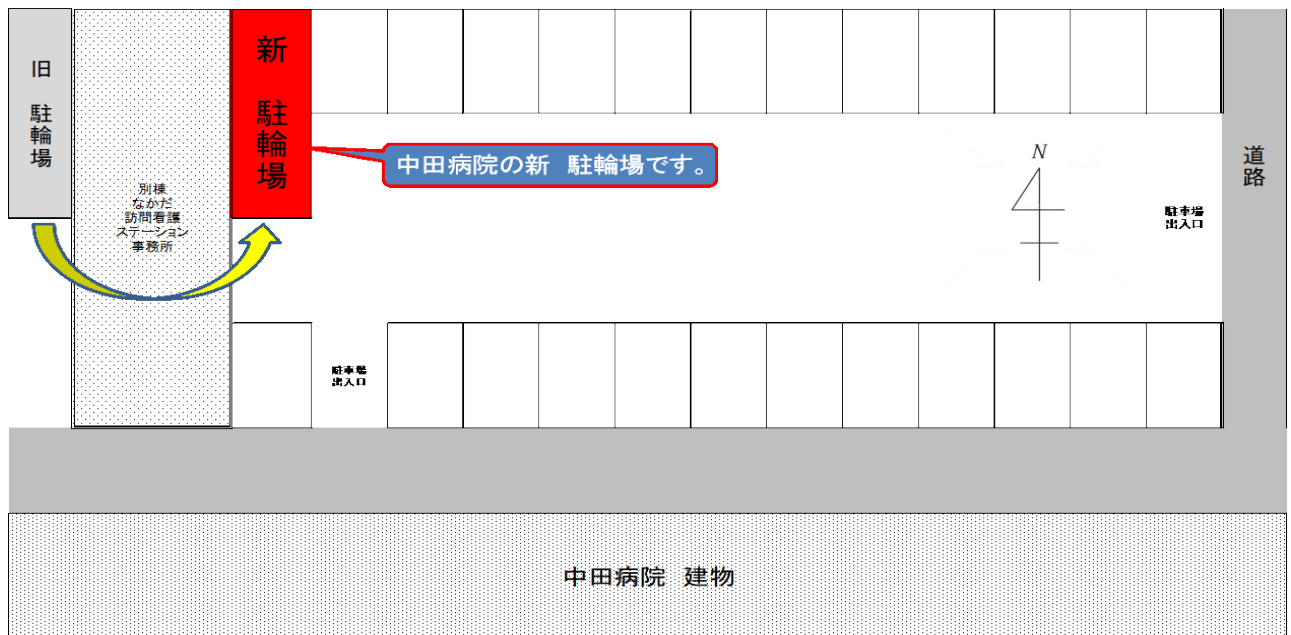 旧 駐輪場
別棟
なかだ
訪問看護
ステーション
事務所
新 駐輪場
中田病院の新 駐輪場です。
N
駐車場
出入口
道路
駐車場
出入口
中田病院 建物